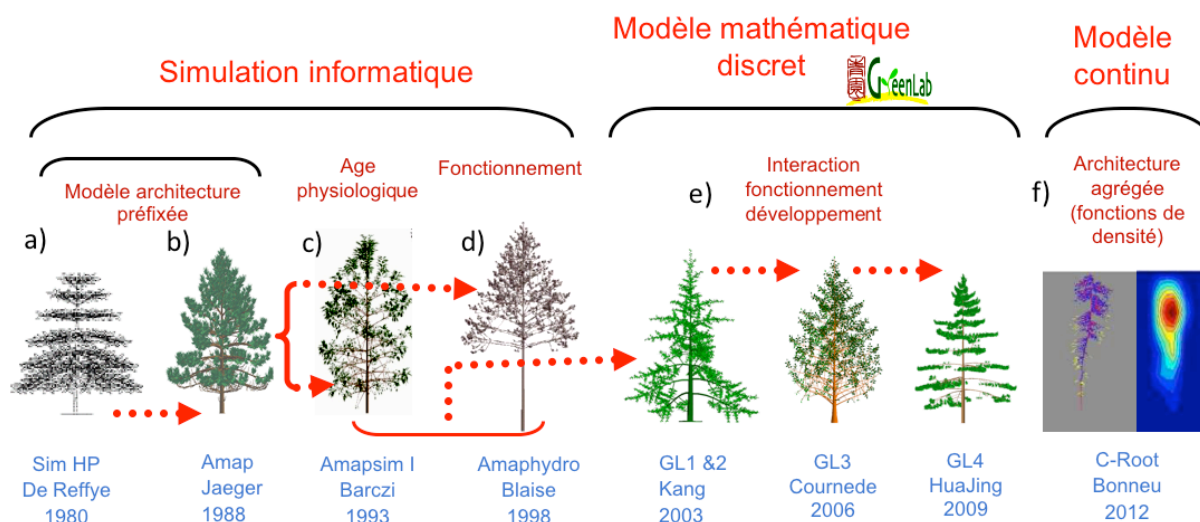 Simulation informatique
Modèle mathématique
discret
香園
GreenLab
Modèle
continu
Modèle architecture
préfixée
Age
physiologique
Fonctionnement
Interaction
fonctionnement
développement
Architecture
agrégée
(fonctions de
densité)
a)
b)
c)
d)
e)
f)
Sim HP
De Reffye
1980
Amap
Jaeger
1988
Amapsim I
Barczi
1993
Amaphydro
Blaise
1998
GL1 &2
Kang
2003
GL3
Cournede
2006
GL4
HuaJing
2009
C-Root
Bonneu
2012